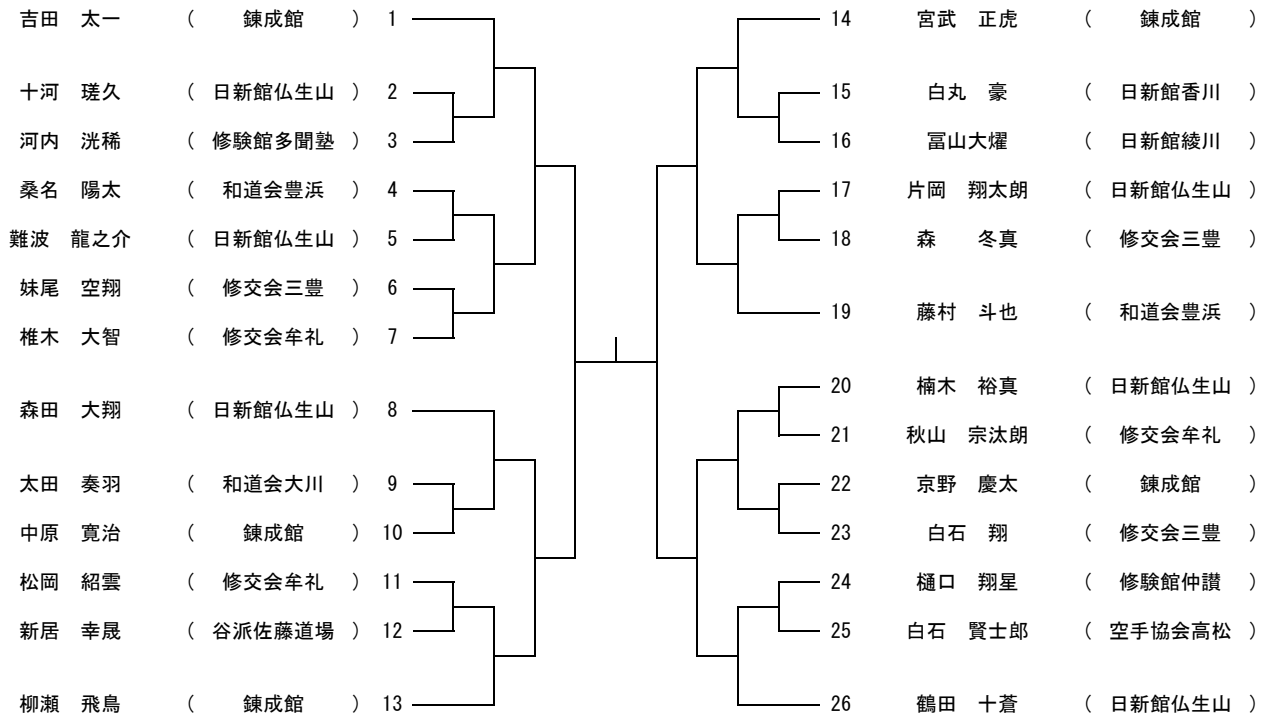 吉田　太一　（　錬成館　）　1
十河　瑳久　（　日新館仏生山　）　2
河内　洸稀　（　修験館多聞塾　）　3
桑名　陽太　（　和道会豊浜　）　4
難波　龍之介　（　日新館仏生山　）　5
妹尾　空翔　（　修交会三豊　）　6
椎木　大智　（　修交会牟礼　）　7
森田　大翔　（　日新館仏生山　）　8
太田　奏羽　（　和道会大川　）　9
中原　寛治　（　錬成館　）　10
松岡　紹雲　（　修交会牟礼　）　11
新居　幸晟　（　谷派佐藤道場　）　12
柳瀬　飛鳥　（　錬成館　）　13
14　宮武　正虎　（　錬成館　）
15　白丸　豪　（　日新館香川　）
16　冨山大燿　（　日新館綾川　）
17　片岡　翔太朗　（　日新館仏生山　）
18　森　　冬真　（　修交会三豊　）
19　藤村　斗也　（　和道会豊浜　）
20　楠木　裕真　（　日新館仏生山　）
21　秋山　宗汰朗　（　修交会牟礼　）
22　京野　慶太　（　錬成館　）
23　白石　翔　（　修交会三豊　）
24　樋口　翔星　（　修験館仲讃　）
25　白石　賢士郎　（　空手協会高松　）
26　鶴田　十蒼　（　日新館仏生山　）